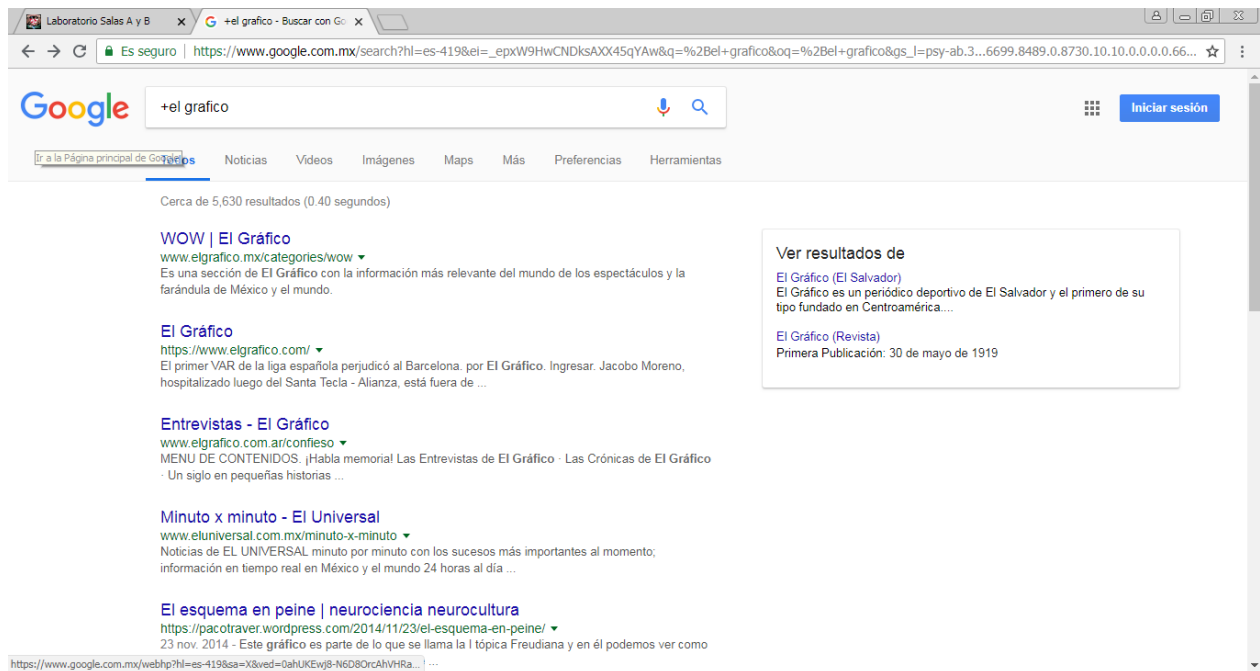 Laboratorio Salas A y B
+el grafico - Buscar con Go
Es seguro
https://www.google.com.mx/search?hl=es-419&ei=_epxW9HwCNDksAXX45qYAw&q=%2Bel+grafico&oq=%2Bel+grafico&gs_l=psy-ab.3...6699.8489.0.8730.10.10.0.0.0.0.66...
Google
+el grafico
Iniciar sesión
Ir a la Página principal de Google
Todos
Noticias
Videos
Imágenes
Maps
Más
Preferencias
Herramientas
Cerca de 5,630 resultados (0.40 segundos)
WOW | El Gráfico
www.elgrafico.mx/categories/wow
Es una sección de El Gráfico con la información más relevante del mundo de los espectáculos y la
farándula de México y el mundo.
El Gráfico
https://www.elgrafico.com/
El primer VAR de la liga española perjudicó al Barcelona. por El Gráfico. Ingresar. Jacobo Moreno,
hospitalizado luego del Santa Tecla - Alianza, está fuera de ...
Entrevistas - El Gráfico
www.elgrafico.com.ar/confieso
MENU DE CONTENIDOS. ¡Habla memoria! Las Entrevistas de El Gráfico · Las Crónicas de El Gráfico
· Un siglo en pequeñas historias ...
Minuto x minuto - El Universal
www.eluniversal.com.mx/minuto-x-minuto
Noticias de EL UNIVERSAL minuto por minuto con los sucesos más importantes al momento;
información en tiempo real en México y el mundo 24 horas al día ...
El esquema en peine | neurociencia neurocultura
https://pacotraver.wordpress.com/2014/11/23/el-esquema-en-peine/
23 nov. 2014 - Este gráfico es parte de lo que se llama la I tópica Freudiana y en él podemos ver como
Ver resultados de
El Gráfico (El Salvador)
El Gráfico es un periódico deportivo de El Salvador y el primero de su
tipo fundado en Centroamérica....
El Gráfico (Revista)
Primera Publicación: 30 de mayo de 1919
https://www.google.com.mx/webhp?hl=es-419&sa=X&ved=0ahUKEwj8-N6D8OrcAhVHRa...